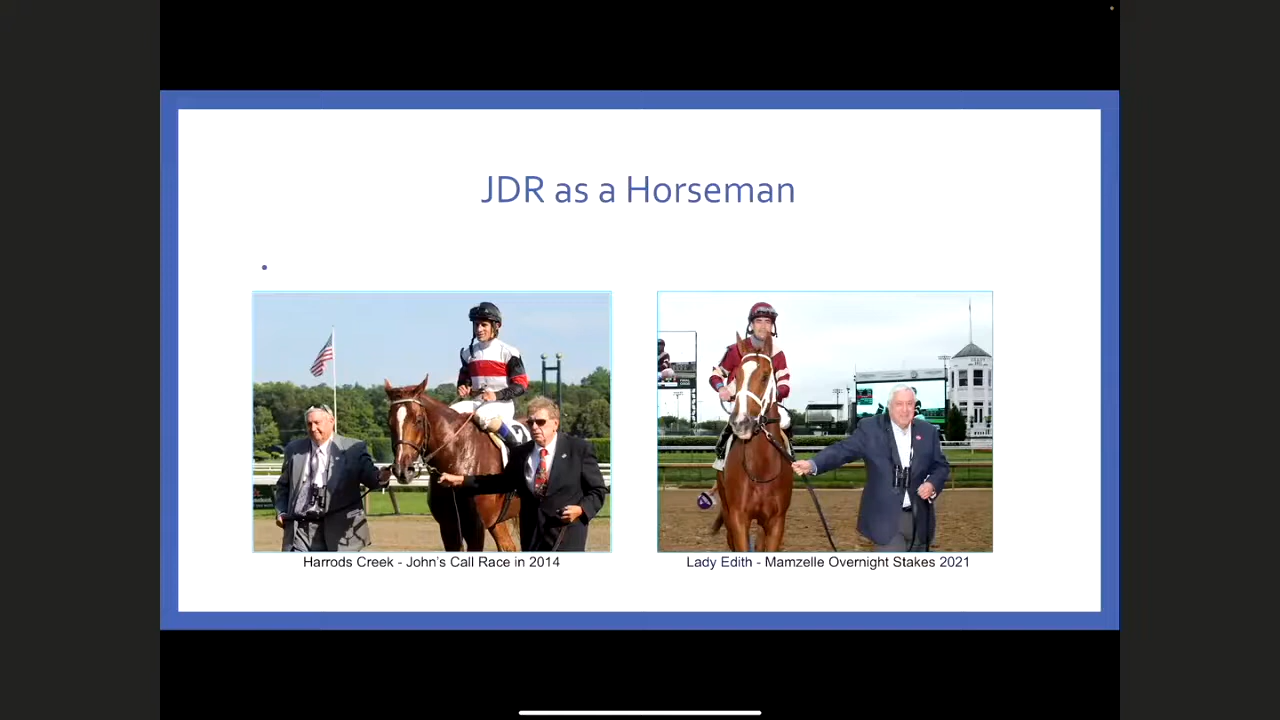 JDR as a Horseman
Harrods Creek - John's Call Race in 2014
Lady Edith - Mamzelle Overnight Stakes 2021